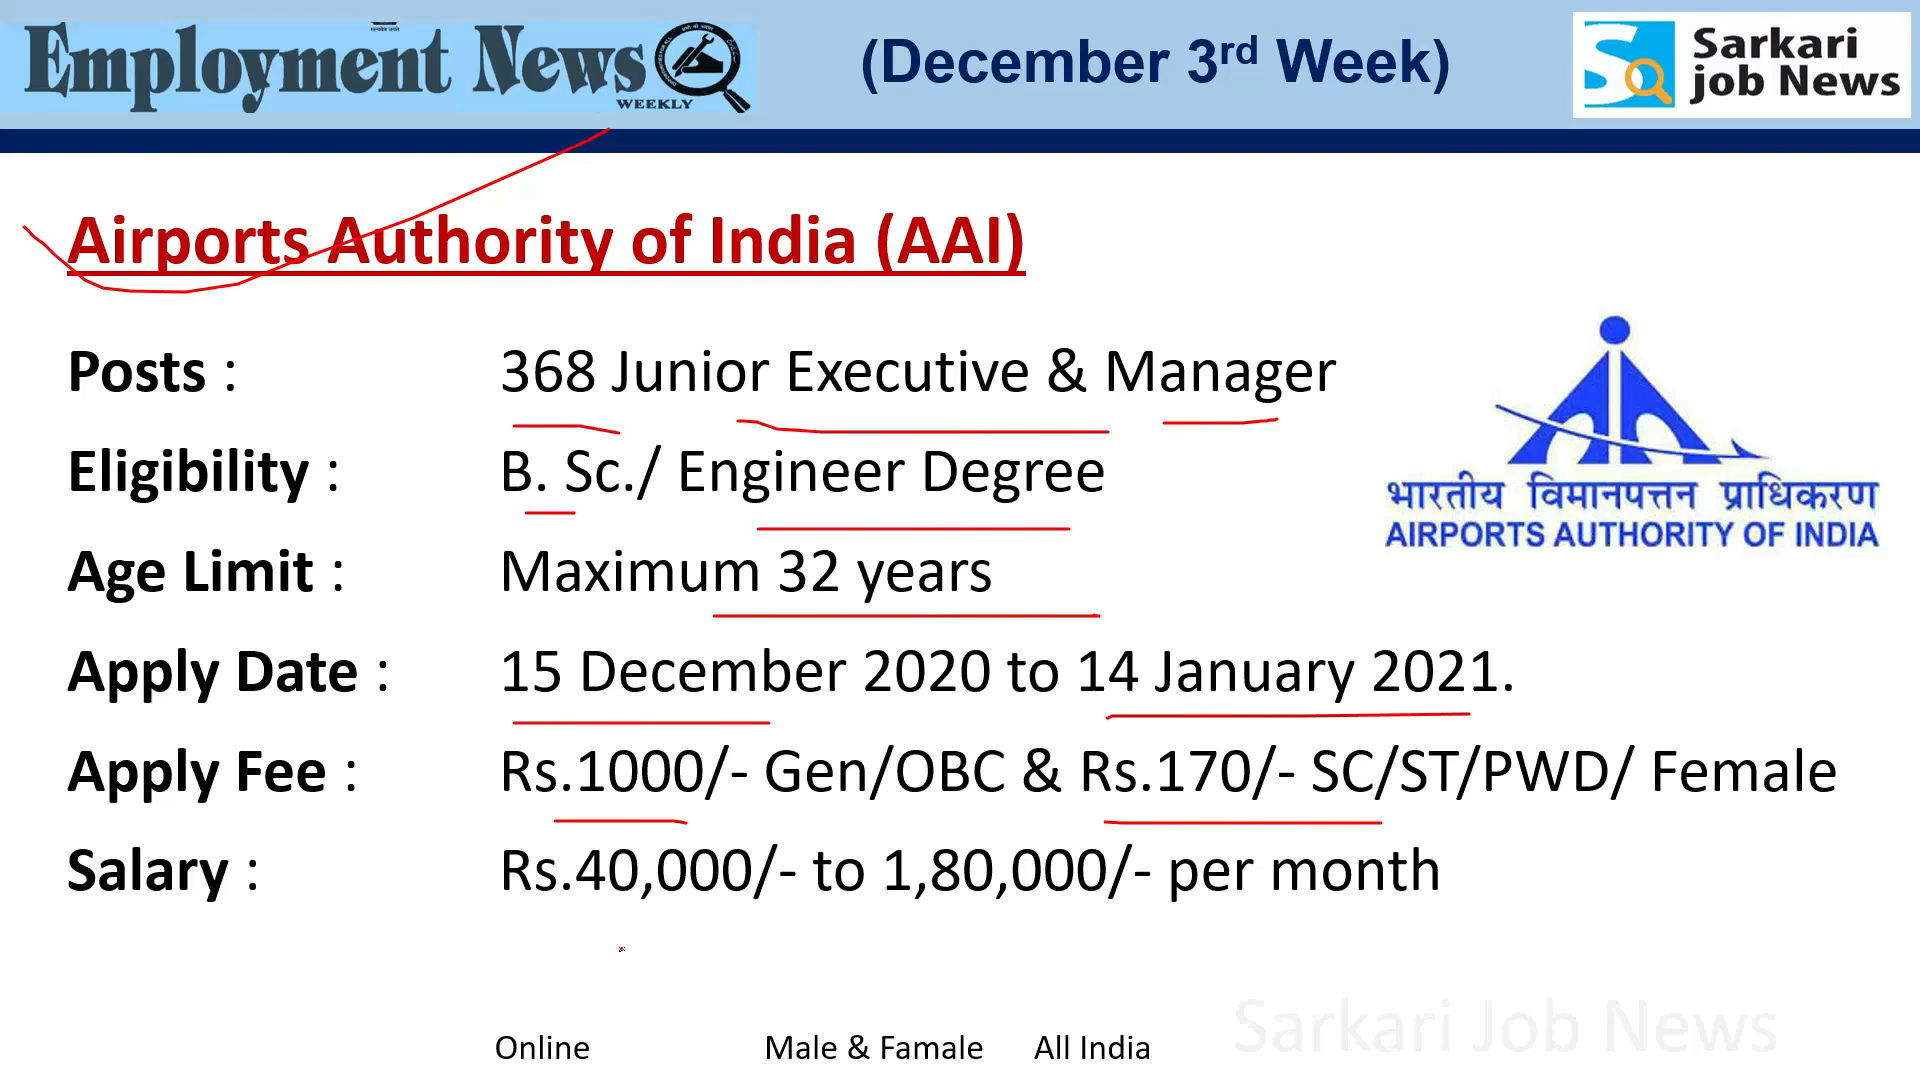 Employment News
WEEKLY
(December 3rd Week)
Sarkari
job News
Airports Authority of India (AAI)
Posts : 368 Junior Executive & Manager
Eligibility : B. Sc./ Engineer Degree
Age Limit : Maximum 32 years
Apply Date : 15 December 2020 to 14 January 2021.
Apply Fee : Rs.1000/- Gen/OBC & Rs.170/- SC/ST/PWD/ Female
Salary : Rs.40,000/- to 1,80,000/- per month
भारतीय विमानपत्तन प्राधिकरण
AIRPORTS AUTHORITY OF INDIA
Online Male & Famale All India
Sarkari Job News